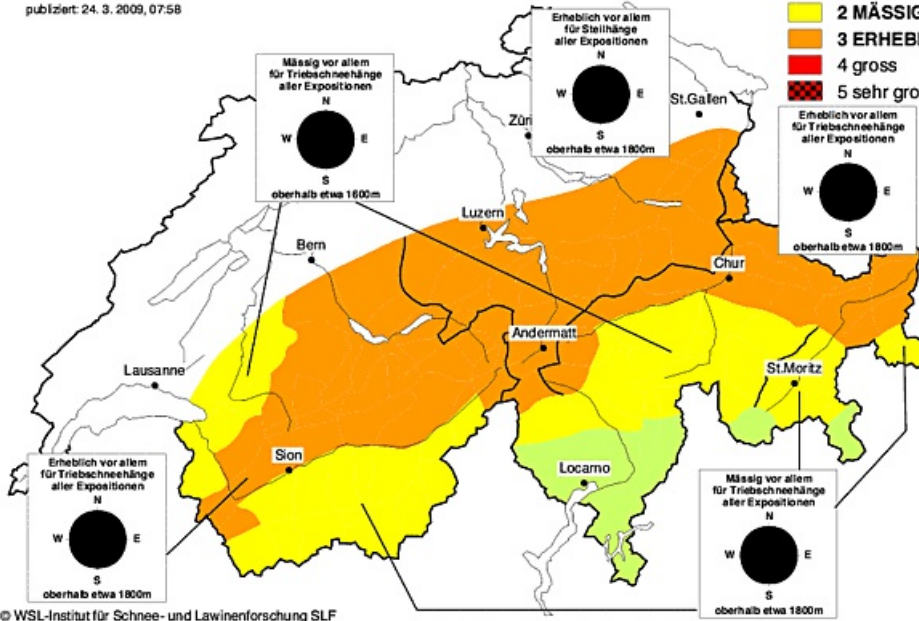 publiziert: 24. 3. 2009, 07:58
2 MÄSSIG
3 ERHEB
4 gross
5 sehr gro
Erheblich vor allem
für Steilhänge
aller Expositionen
N
W E
S
oberhalb etwa 1800m
Mässig vor allem
für Triebschneehänge
aller Expositionen
N
W E
S
oberhalb etwa 1600m
Erheblich vor allem
für Triebschneehänge
aller Expositionen
N
W E
S
oberhalb etwa 1800m
St.Gallen
Züri
Luzern
Bern
Chur
Andermatt
Lausanne
St.Moritz
Sion
Locarno
Erheblich vor allem
für Triebschneehänge
aller Expositionen
N
W E
S
oberhalb etwa 1800m
Mässig vor allem
für Triebschneehänge
aller Expositionen
N
W E
S
oberhalb etwa 1800m
© WSL-Institut für Schnee- und Lawinenforschung SLF